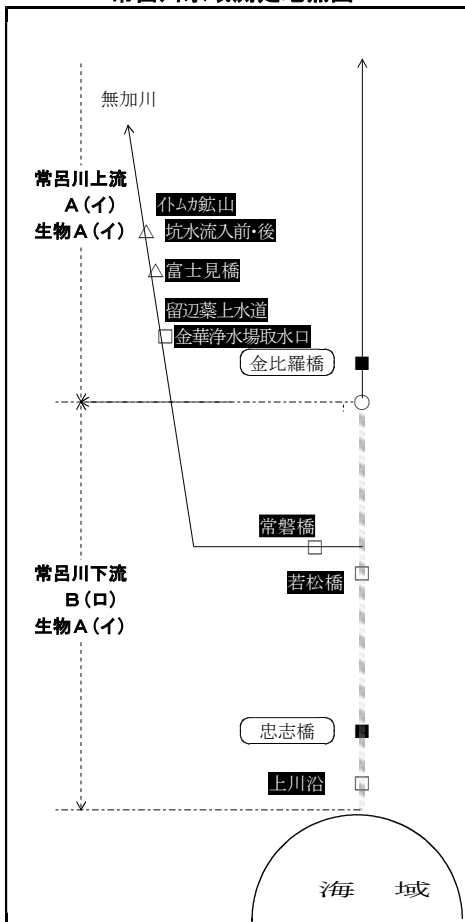 無加川
常呂川上流
A(イ)
生物A(イ)
イトムカ鉱山
坑水流入前・後
富士見橋
留辺蘂上水道
金華浄水場取水口
金比羅橋
常磐橋
若松橋
常呂川下流
B(ロ)
生物A(イ)
忠志橋
上川沿
海 域